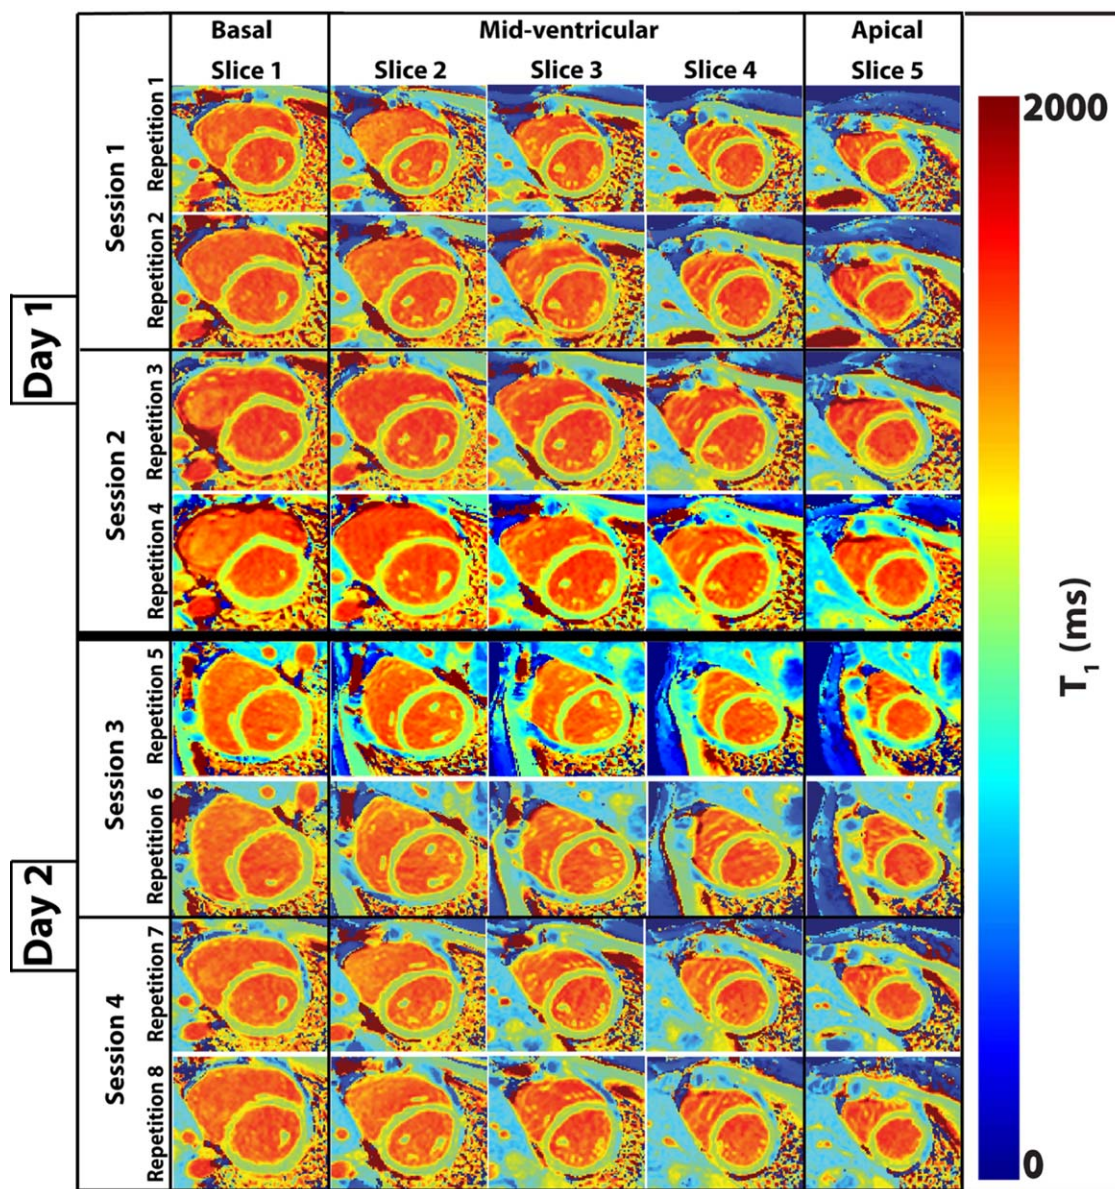 Basal
Mid-ventricular
Apical
Slice 1
Slice 2
Slice 3
Slice 4
Slice 5
Day 1
Session 1
Repetition 1
Repetition 2
Session 2
Repetition 3
Repetition 4
Day 2
Session 3
Repetition 5
Repetition 6
Session 4
Repetition 7
Repetition 8
2000
T1 (ms)
0